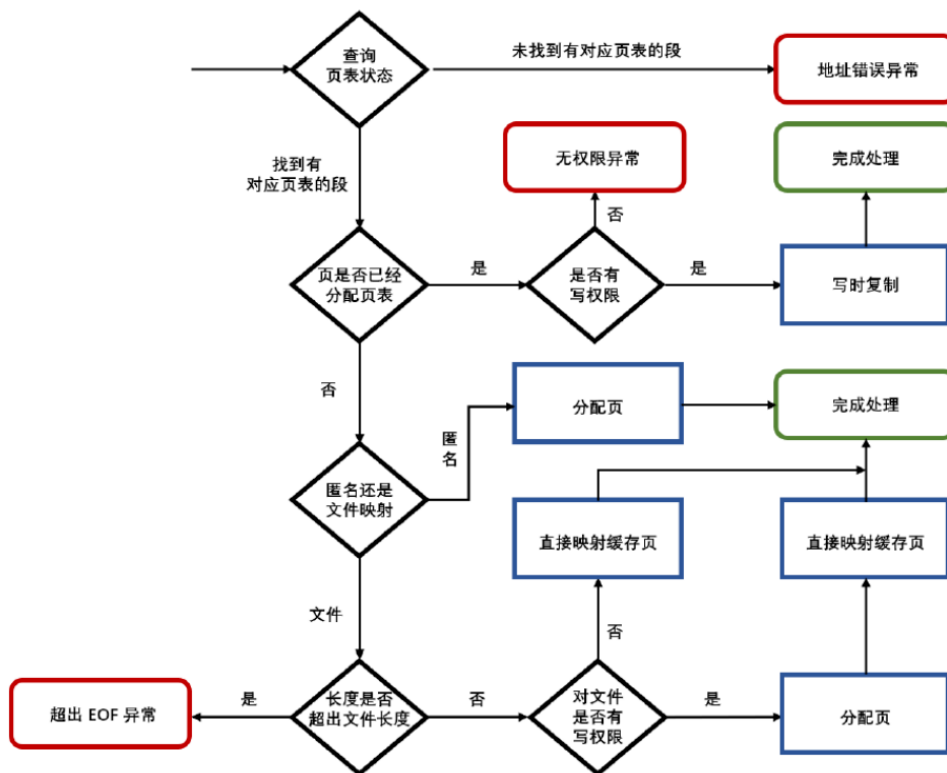 查询
页表状态
未找到有对应页表的段
地址错误异常
找到有
对应页表的段
无权限异常
完成处理
否
页是否已经
分配页表
是
是否有
写权限
是
写时复制
否
匿名
分配页
完成处理
匿名还是
文件映射
直接映射缓存页
直接映射缓存页
文件
否
超出 EOF 异常
是
长度是否
超出文件长度
否
对文件
是否有
写权限
是
分配页